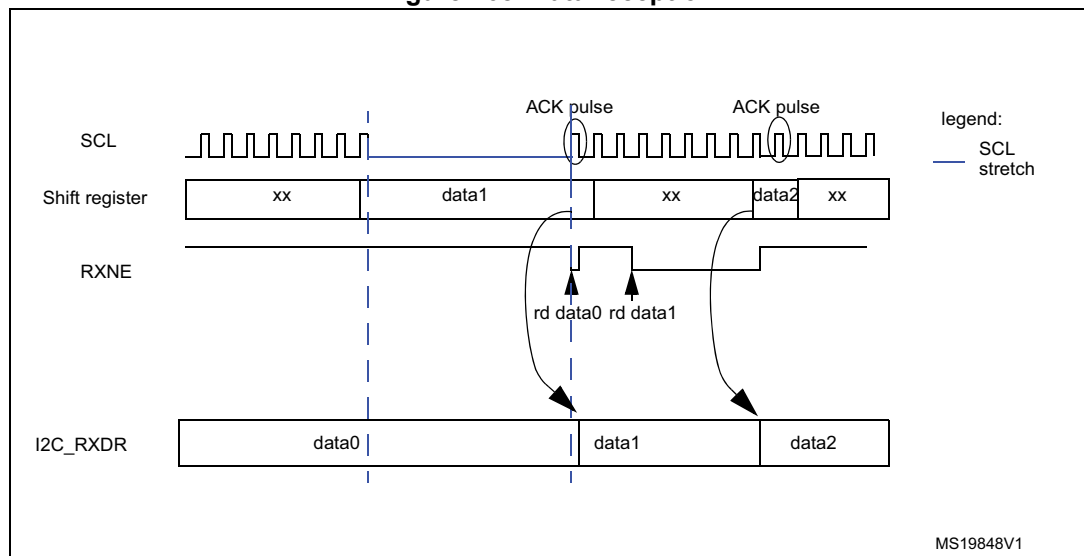 ACK pulse ACK pulse
legend:
SCL
SCL
stretch
Shift register xx data1 xx data2 xx
RXNE
rd data0 rd data1
I2C_RXDR data0 data1 data2
MS19848V1